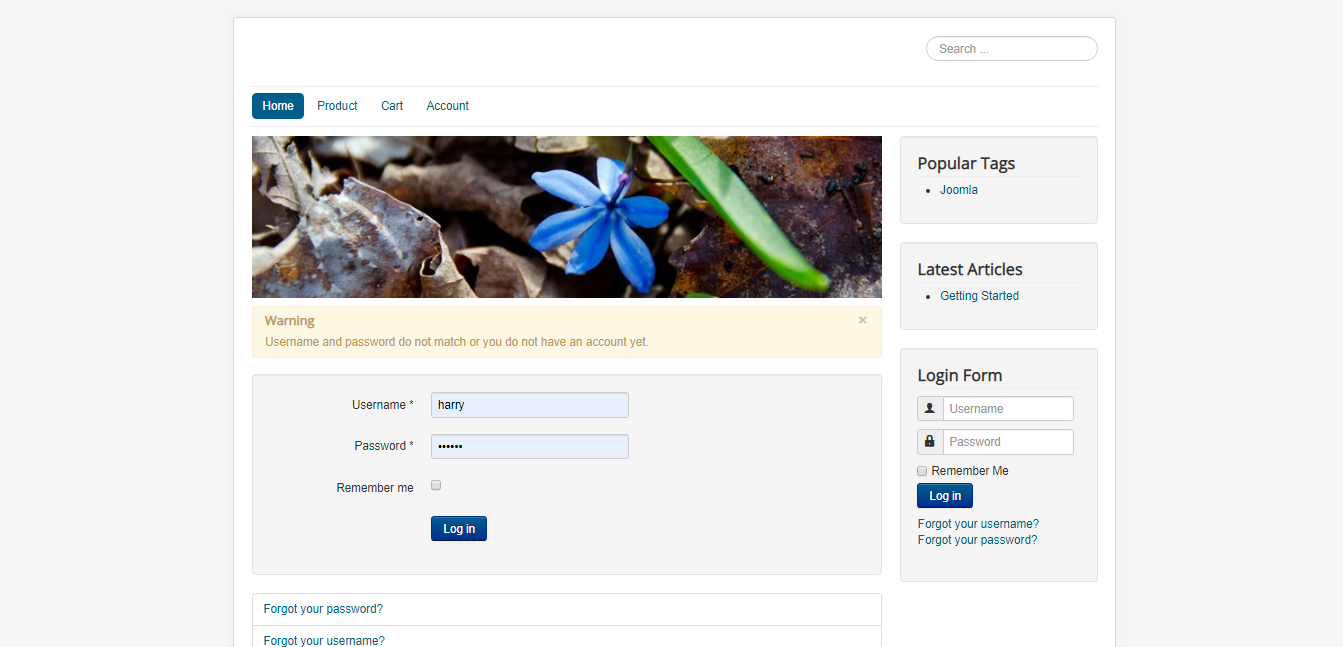 Search ...
Home Product Cart Account
Warning ×
Username and password do not match or you do not have an account yet.
Username * harry
Password * ••••••
Remember me
Log in
Forgot your password?
Forgot your username?
Popular Tags
Joomla
Latest Articles
Getting Started
Login Form
Username
Password
Remember Me
Log in
Forgot your username?
Forgot your password?